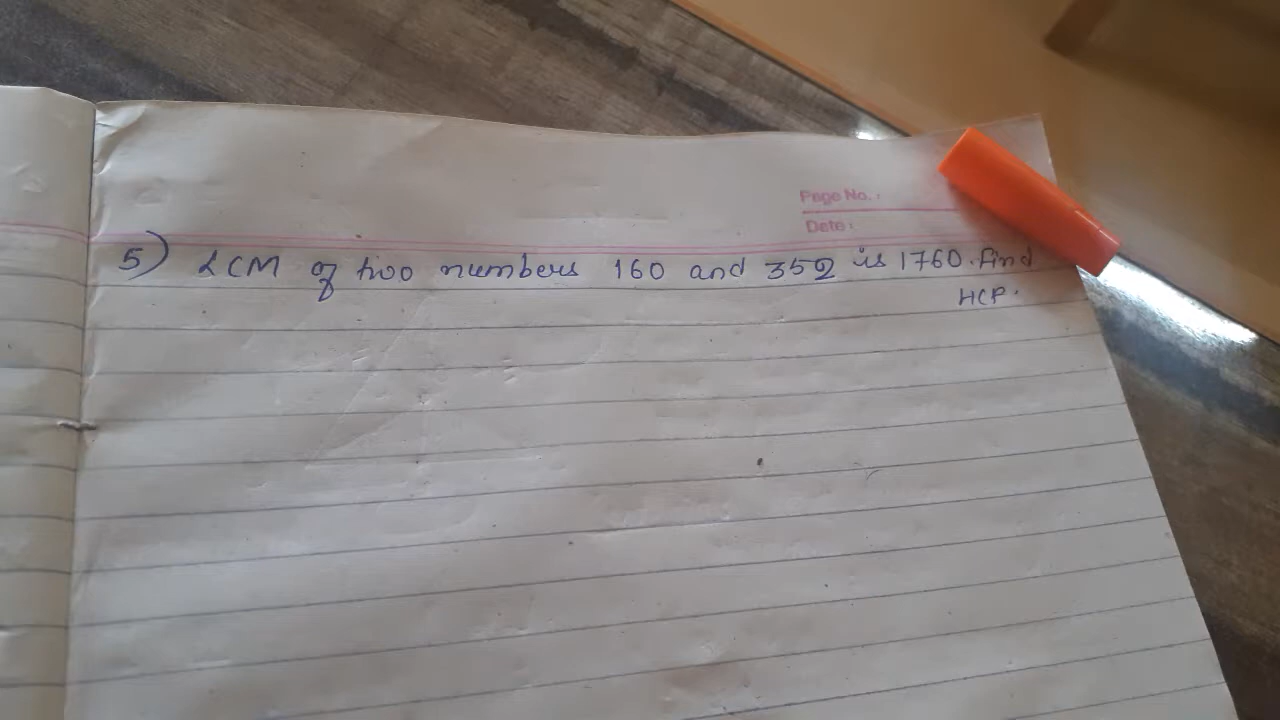 Page No.:
Date:
5) LCM of two numbers 160 and 352 is 1760. Find
HCF.